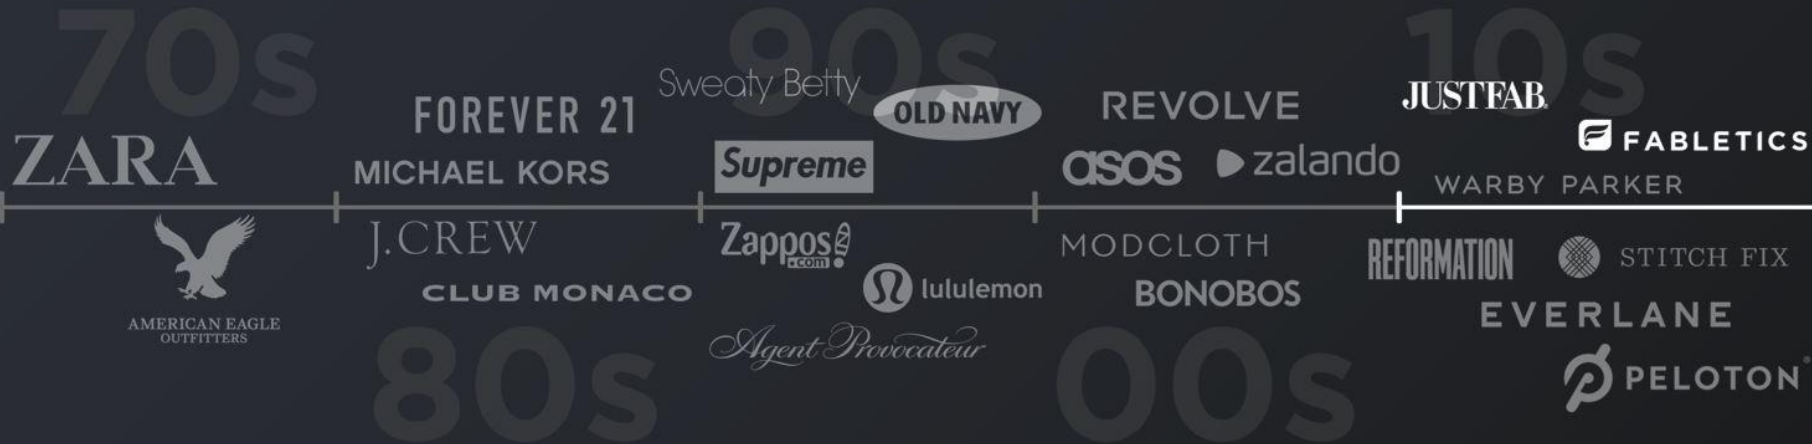 70s
ZARA
AMERICAN EAGLE
OUTFITTERS
FOREVER 21
MICHAEL KORS
J.CREW
CLUB MONACO
80s
90s
Sweaty Betty
OLD NAVY
Supreme
Zappos
.com
lululemon
Agent Provocateur
REVOLVE
asos
zalando
MODCLOTH
BONOBOS
00s
10s
JUSTFAB.
FABLETICS
WARBY PARKER
REFORMATION
STITCH FIX
EVERLANE
PELOTON®